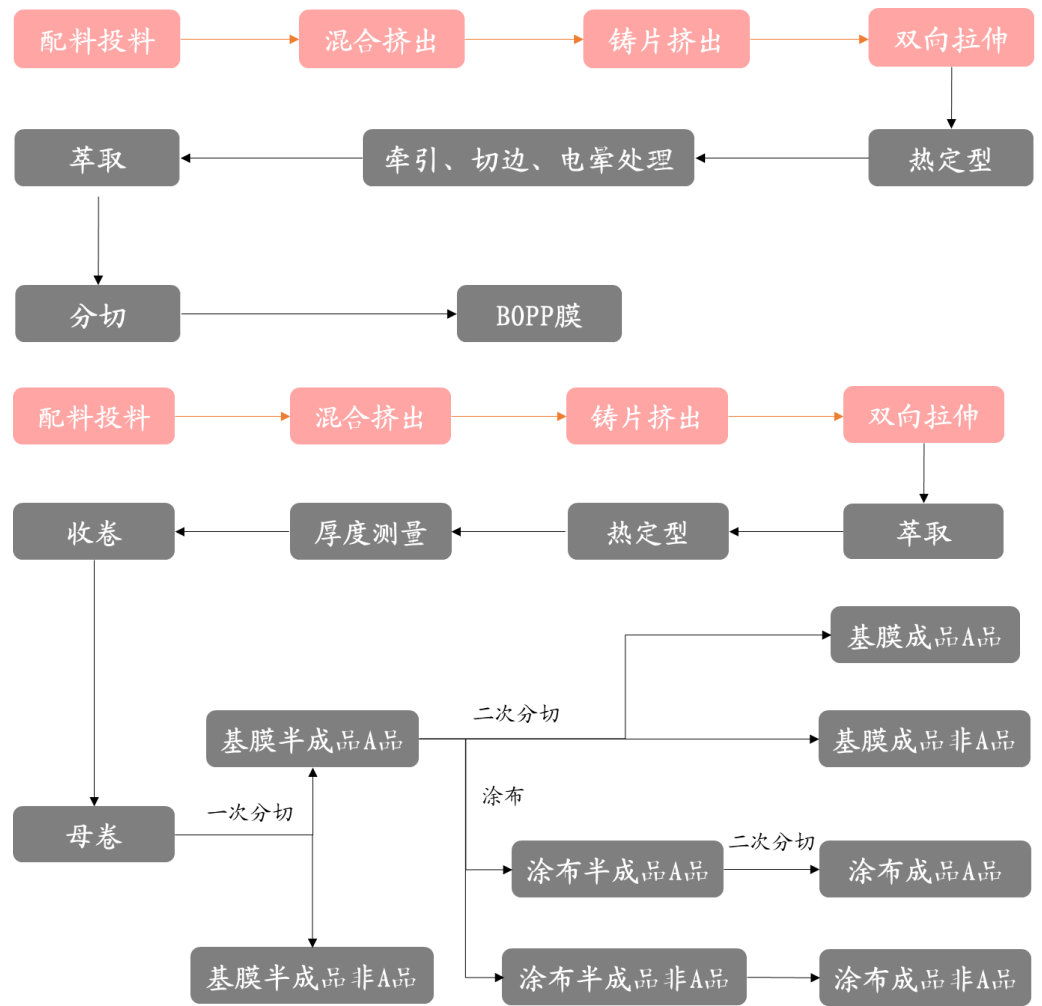 配料投料
混合挤出
铸片挤出
双向拉伸
萃取
牵引、切边、电晕处理
热定型
分切
BOPP膜
配料投料
混合挤出
铸片挤出
双向拉伸
收卷
厚度测量
热定型
萃取
基膜成品A品
二次分切
基膜半成品A品
基膜成品非A品
涂布
一次分切
母卷
二次分切
涂布半成品A品
涂布成品A品
基膜半成品非A品
涂布半成品非A品
涂布成品非A品